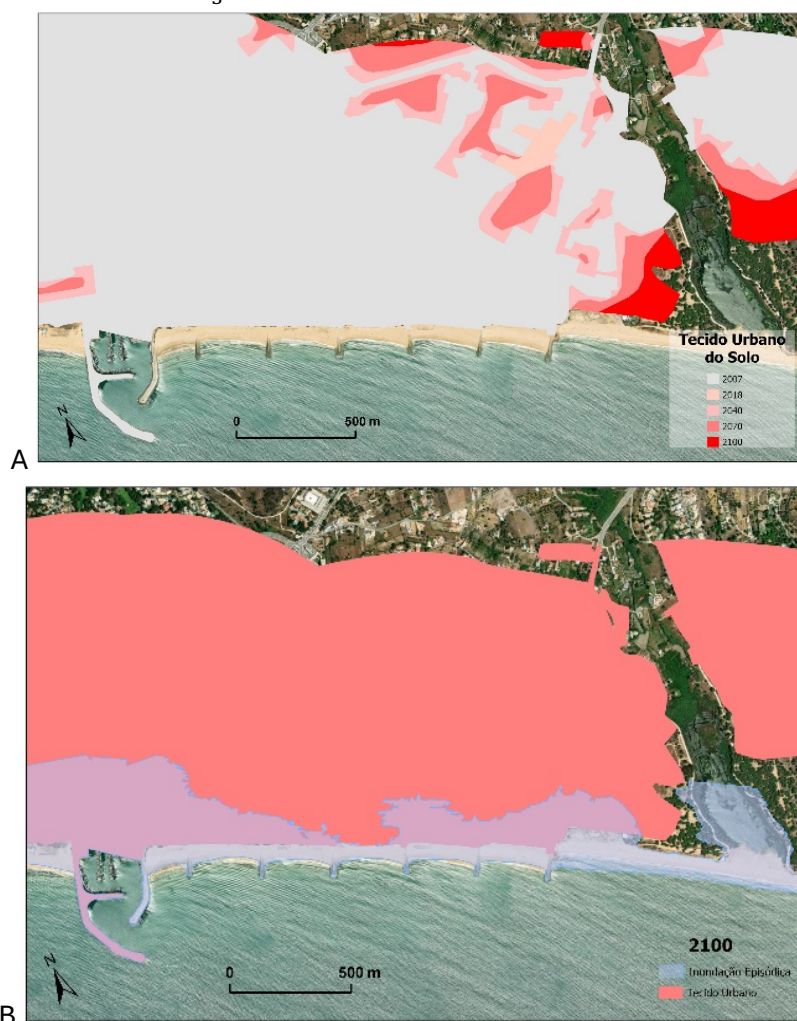 Tecido Urbano
do Solo
2007
2018
2040
2070
2100
N
0 500 m
A
2100
Inundação Episódica
Tecido Urbano
N
0 500 m
B